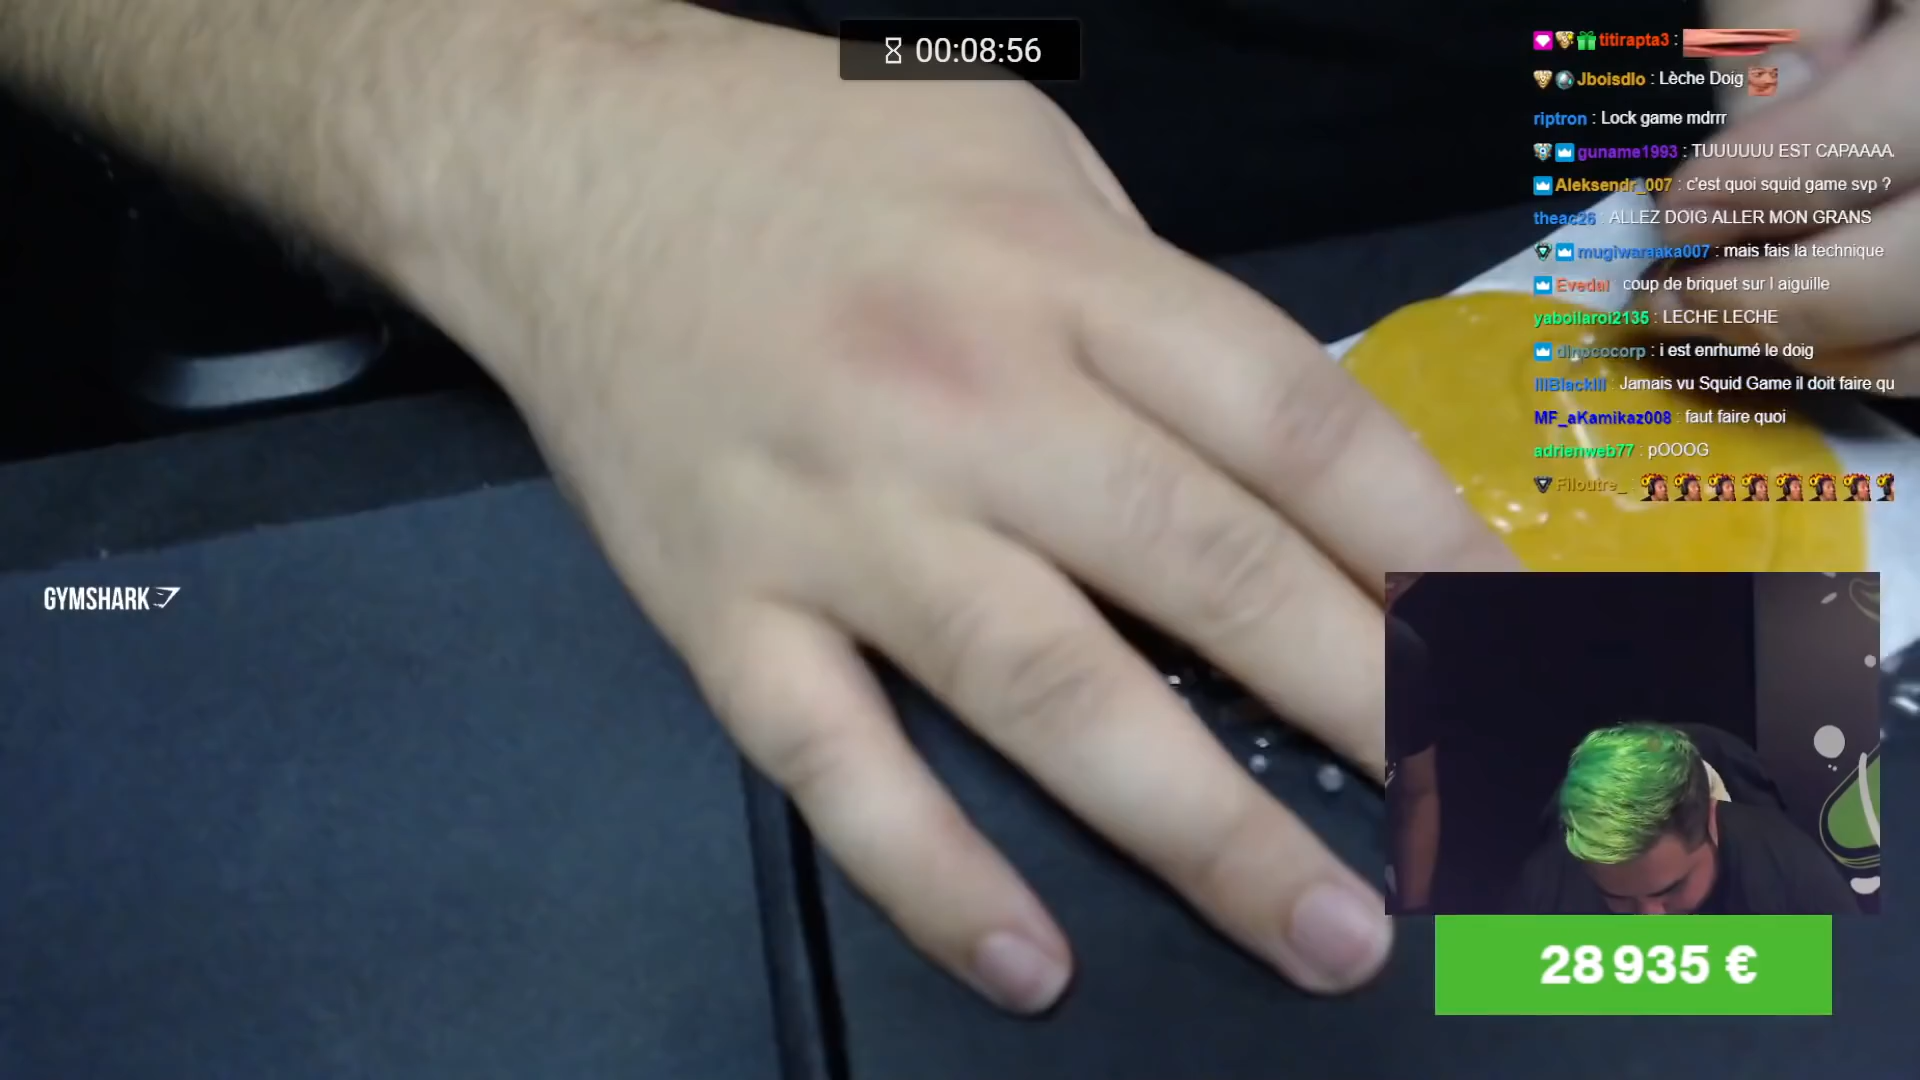 00:08:56
titirapta3 :
Jboisdlo : Lèche Doig
riptron : Lock game mdrrr
guname1993 : TUUUUUU EST CAPAAAA
Aleksendr_007 : c'est quoi squid game svp ?
theac26 : ALLEZ DOIG ALLER MON GRANS
mugiwaraaka007 : mais fais la technique
Evedal : coup de briquet sur l aiguille
yaboilaroi2135 : LECHE LECHE
dinococorp : i est enrhumé le doig
Jamais vu Squid Game il doit faire qu
MF_aKamikaz008 : faut faire quoi
adrienweb77 : pOOOG
Filoutre_ :
GYMSHARK
28 935 €